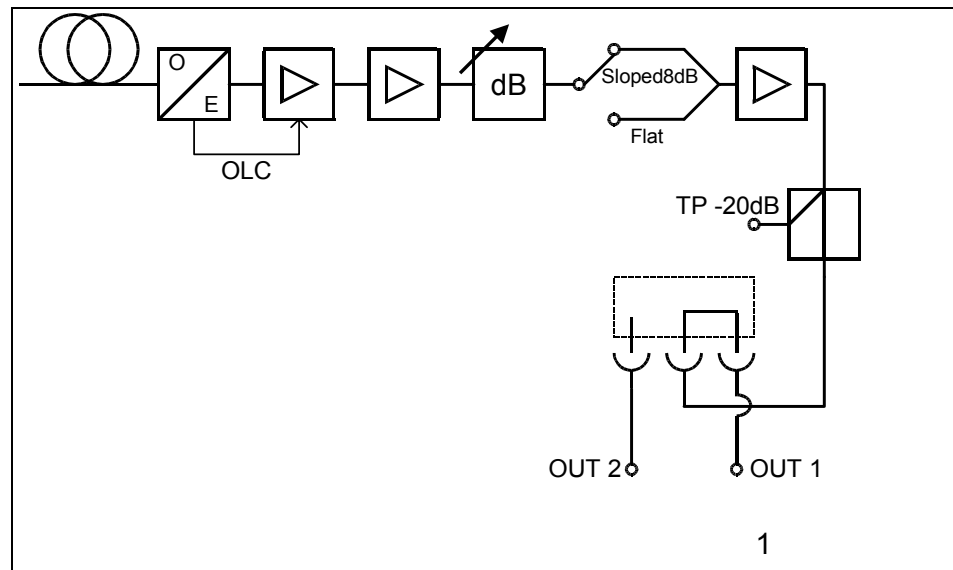 O
E
OLC
dB
Sloped8dB
Flat
TP -20dB
OUT 2
OUT 1
1